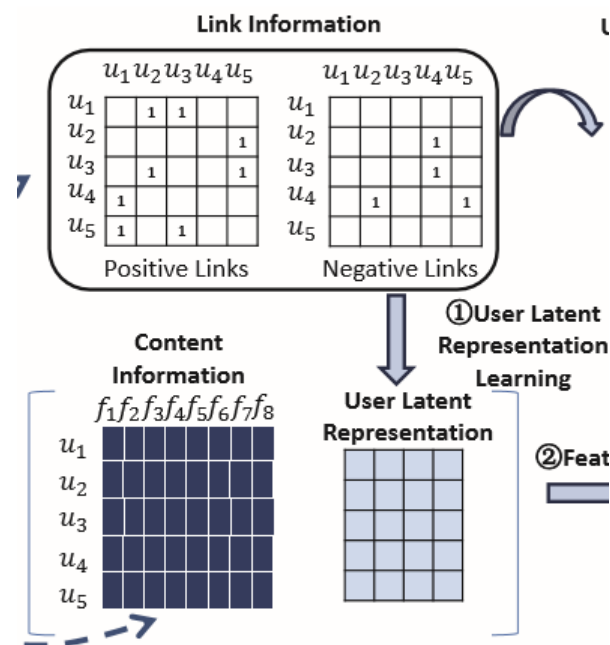 Link Information
U
u₁ u₂ u₃ u₄ u₅
u₁ 1 1
u₂ 1
u₃ 1 1
u₄ 1
u₅ 1 1
Positive Links
u₁ u₂ u₃ u₄ u₅
u₁
u₂ 1
u₃ 1
u₄ 1 1
u₅
Negative Links
①User Latent
Representation
Learning
Content
Information
f₁ f₂ f₃ f₄ f₅ f₆ f₇ f₈
u₁
u₂
u₃
u₄
u₅
User Latent
Representation
②Feat